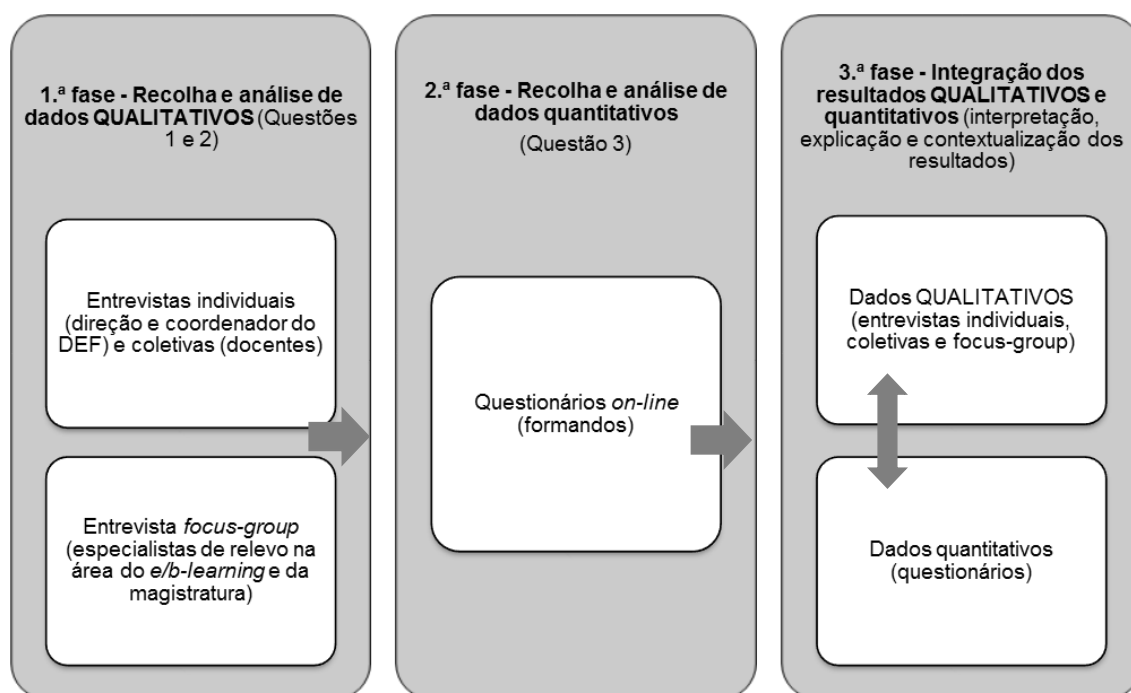 1.ª fase - Recolha e análise de
dados QUALITATIVOS (Questões
1 e 2)
Entrevistas individuais
(direção e coordenador do
DEF) e coletivas (docentes)
Entrevista focus-group
(especialistas de relevo na
área do e/b-learning e da
magistratura)
2.ª fase - Recolha e análise de
dados quantitativos
(Questão 3)
Questionários on-line
(formandos)
3.ª fase - Integração dos
resultados QUALITATIVOS e
quantitativos (interpretação,
explicação e contextualização dos
resultados)
Dados QUALITATIVOS
(entrevistas individuais,
coletivas e focus-group)
Dados quantitativos
(questionários)